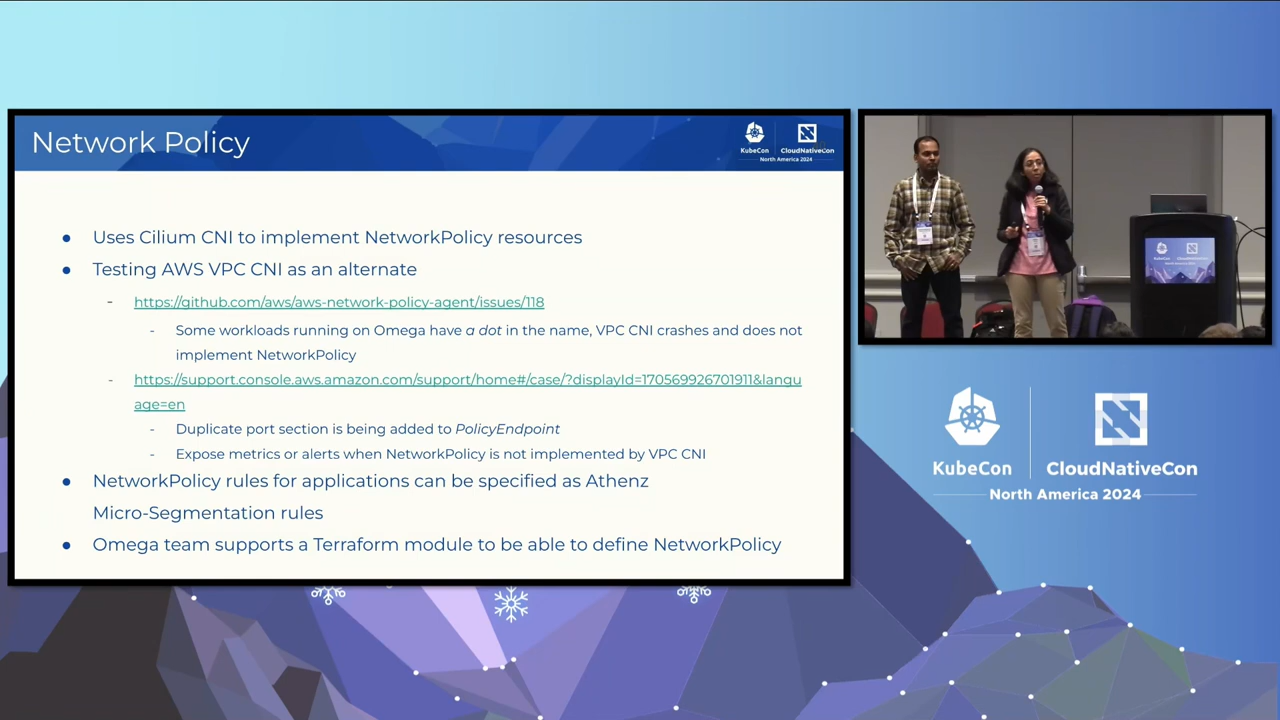 Network Policy
KubeCon
CloudNativeCon
North America 2024
● Uses Cilium CNI to implement NetworkPolicy resources
● Testing AWS VPC CNI as an alternate
- https://github.com/aws/aws-network-policy-agent/issues/118
- Some workloads running on Omega have a dot in the name, VPC CNI crashes and does not
implement NetworkPolicy
- https://support.console.aws.amazon.com/support/home#/case/?displayId=170569926701911&langu
age=en
- Duplicate port section is being added to PolicyEndpoint
- Expose metrics or alerts when NetworkPolicy is not implemented by VPC CNI
● NetworkPolicy rules for applications can be specified as Athenz
Micro-Segmentation rules
● Omega team supports a Terraform module to be able to define NetworkPolicy
KubeCon
CloudNativeCon
North America 2024